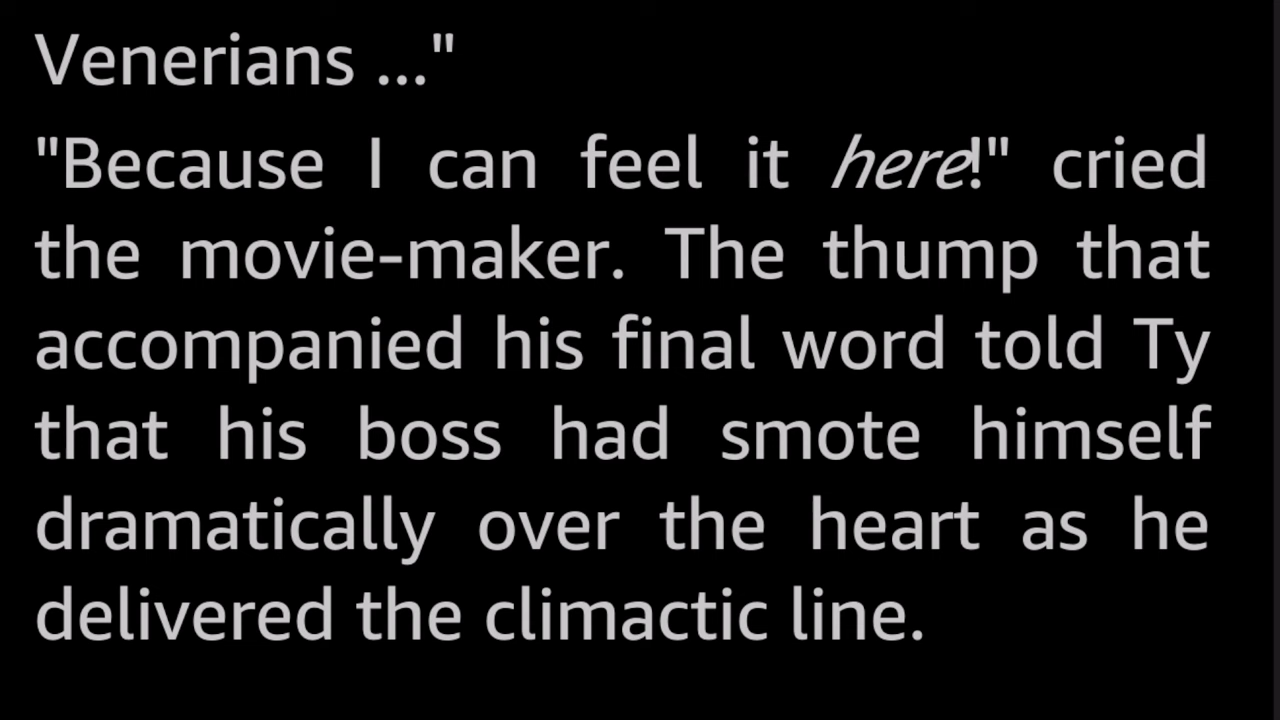 Venerians ..."
"Because I can feel it here!" cried
the movie-maker. The thump that
accompanied his final word told Ty
that his boss had smote himself
dramatically over the heart as he
delivered the climactic line.